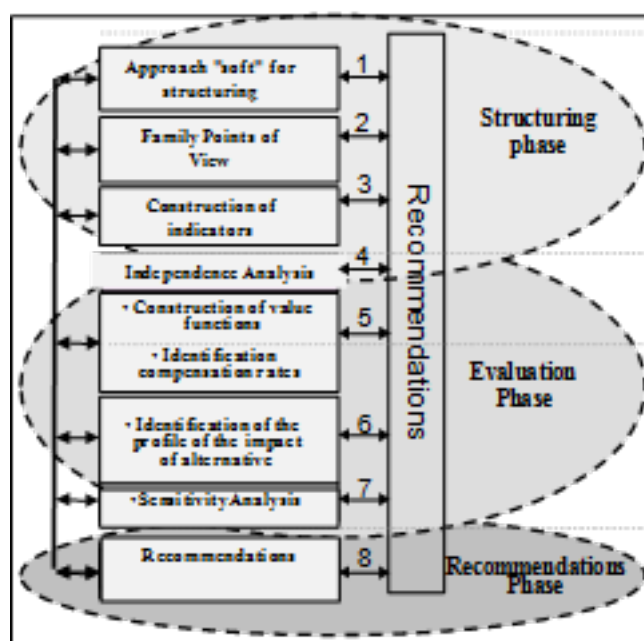 Approach "soft" for
structuring
1
Family Points of
View
2
Construction of
indicators
3
Independence Analysis
4
• Construction of value
functions
• Identification
compensation rates
5
• Identification of the
profile of the impact
of alternative
6
• Sensitivity Analysis
7
Recommendations
8
Recommendations
Structuring
phase
Evaluation
Phase
Recommendations
Phase